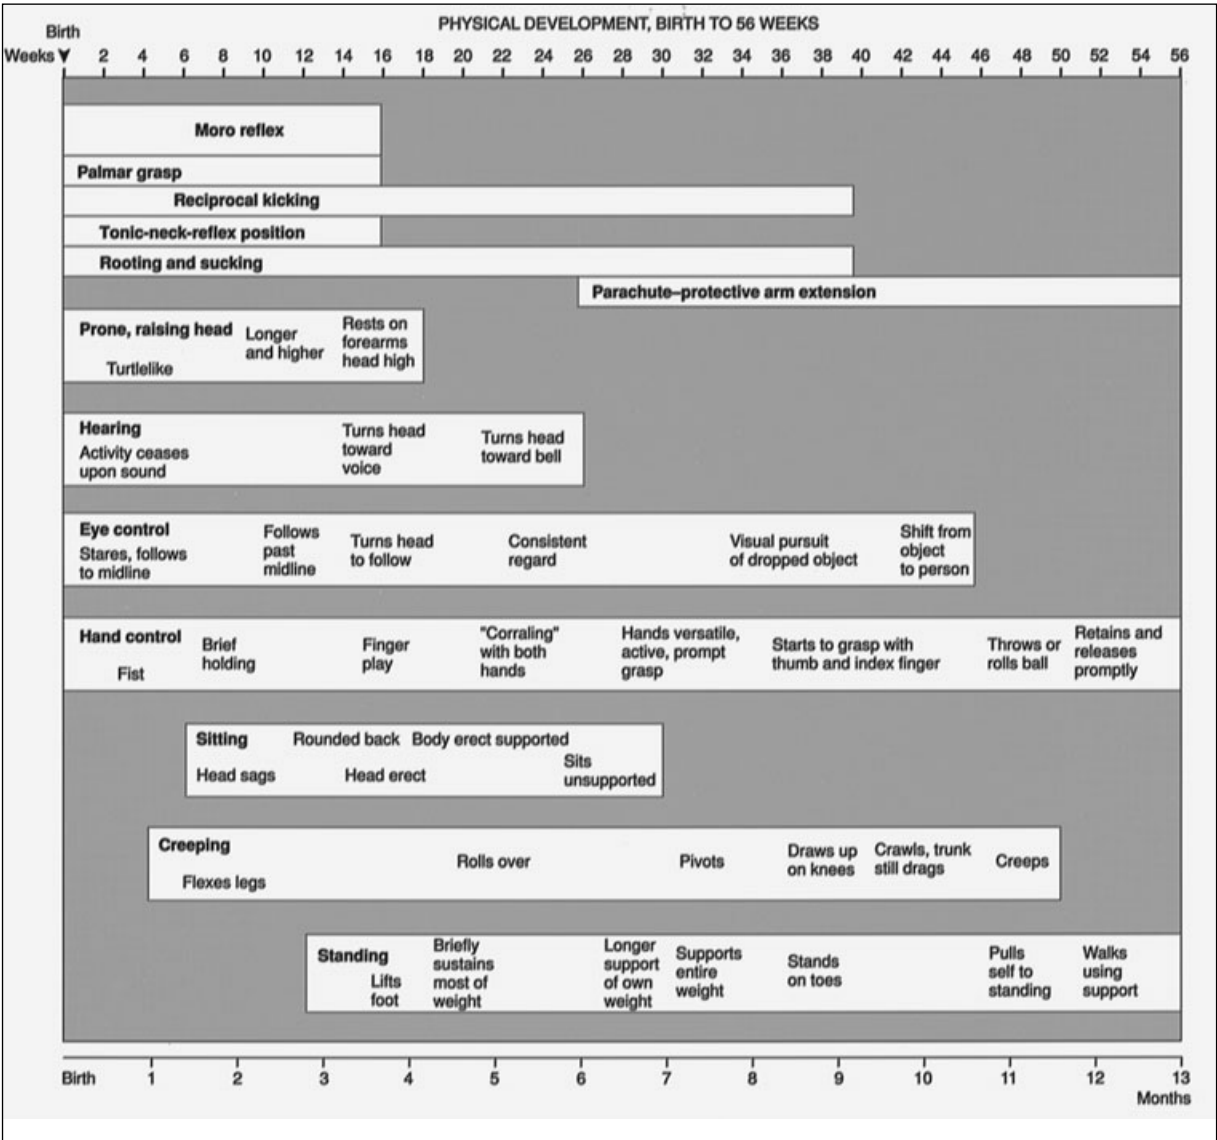 PHYSICAL DEVELOPMENT, BIRTH TO 56 WEEKS
Birth
Weeks 2 4 6 8 10 12 14 16 18 20 22 24 26 28 30 32 34 36 38 40 42 44 46 48 50 52 54 56
Moro reflex
Palmar grasp
Reciprocal kicking
Tonic-neck-reflex position
Rooting and sucking
Parachute–protective arm extension
Prone, raising head
Turtlelike
Longer
and higher
Rests on
forearms
head high
Hearing
Activity ceases
upon sound
Turns head
toward
voice
Turns head
toward bell
Eye control
Stares, follows
to midline
Follows
past
midline
Turns head
to follow
Consistent
regard
Visual pursuit
of dropped object
Shift from
object
to person
Hand control
Fist
Brief
holding
Finger
play
"Corraling"
with both
hands
Hands versatile,
active, prompt
grasp
Starts to grasp with
thumb and index finger
Throws or
rolls ball
Retains and
releases
promptly
Sitting
Head sags
Rounded back
Head erect
Body erect supported
Sits
unsupported
Creeping
Flexes legs
Rolls over
Pivots
Draws up
on knees
Crawls, trunk
still drags
Creeps
Standing
Lifts
foot
Briefly
sustains
most of
weight
Longer
support
of own
weight
Supports
entire
weight
Stands
on toes
Pulls
self to
standing
Walks
using
support
Birth 1 2 3 4 5 6 7 8 9 10 11 12 13
Months